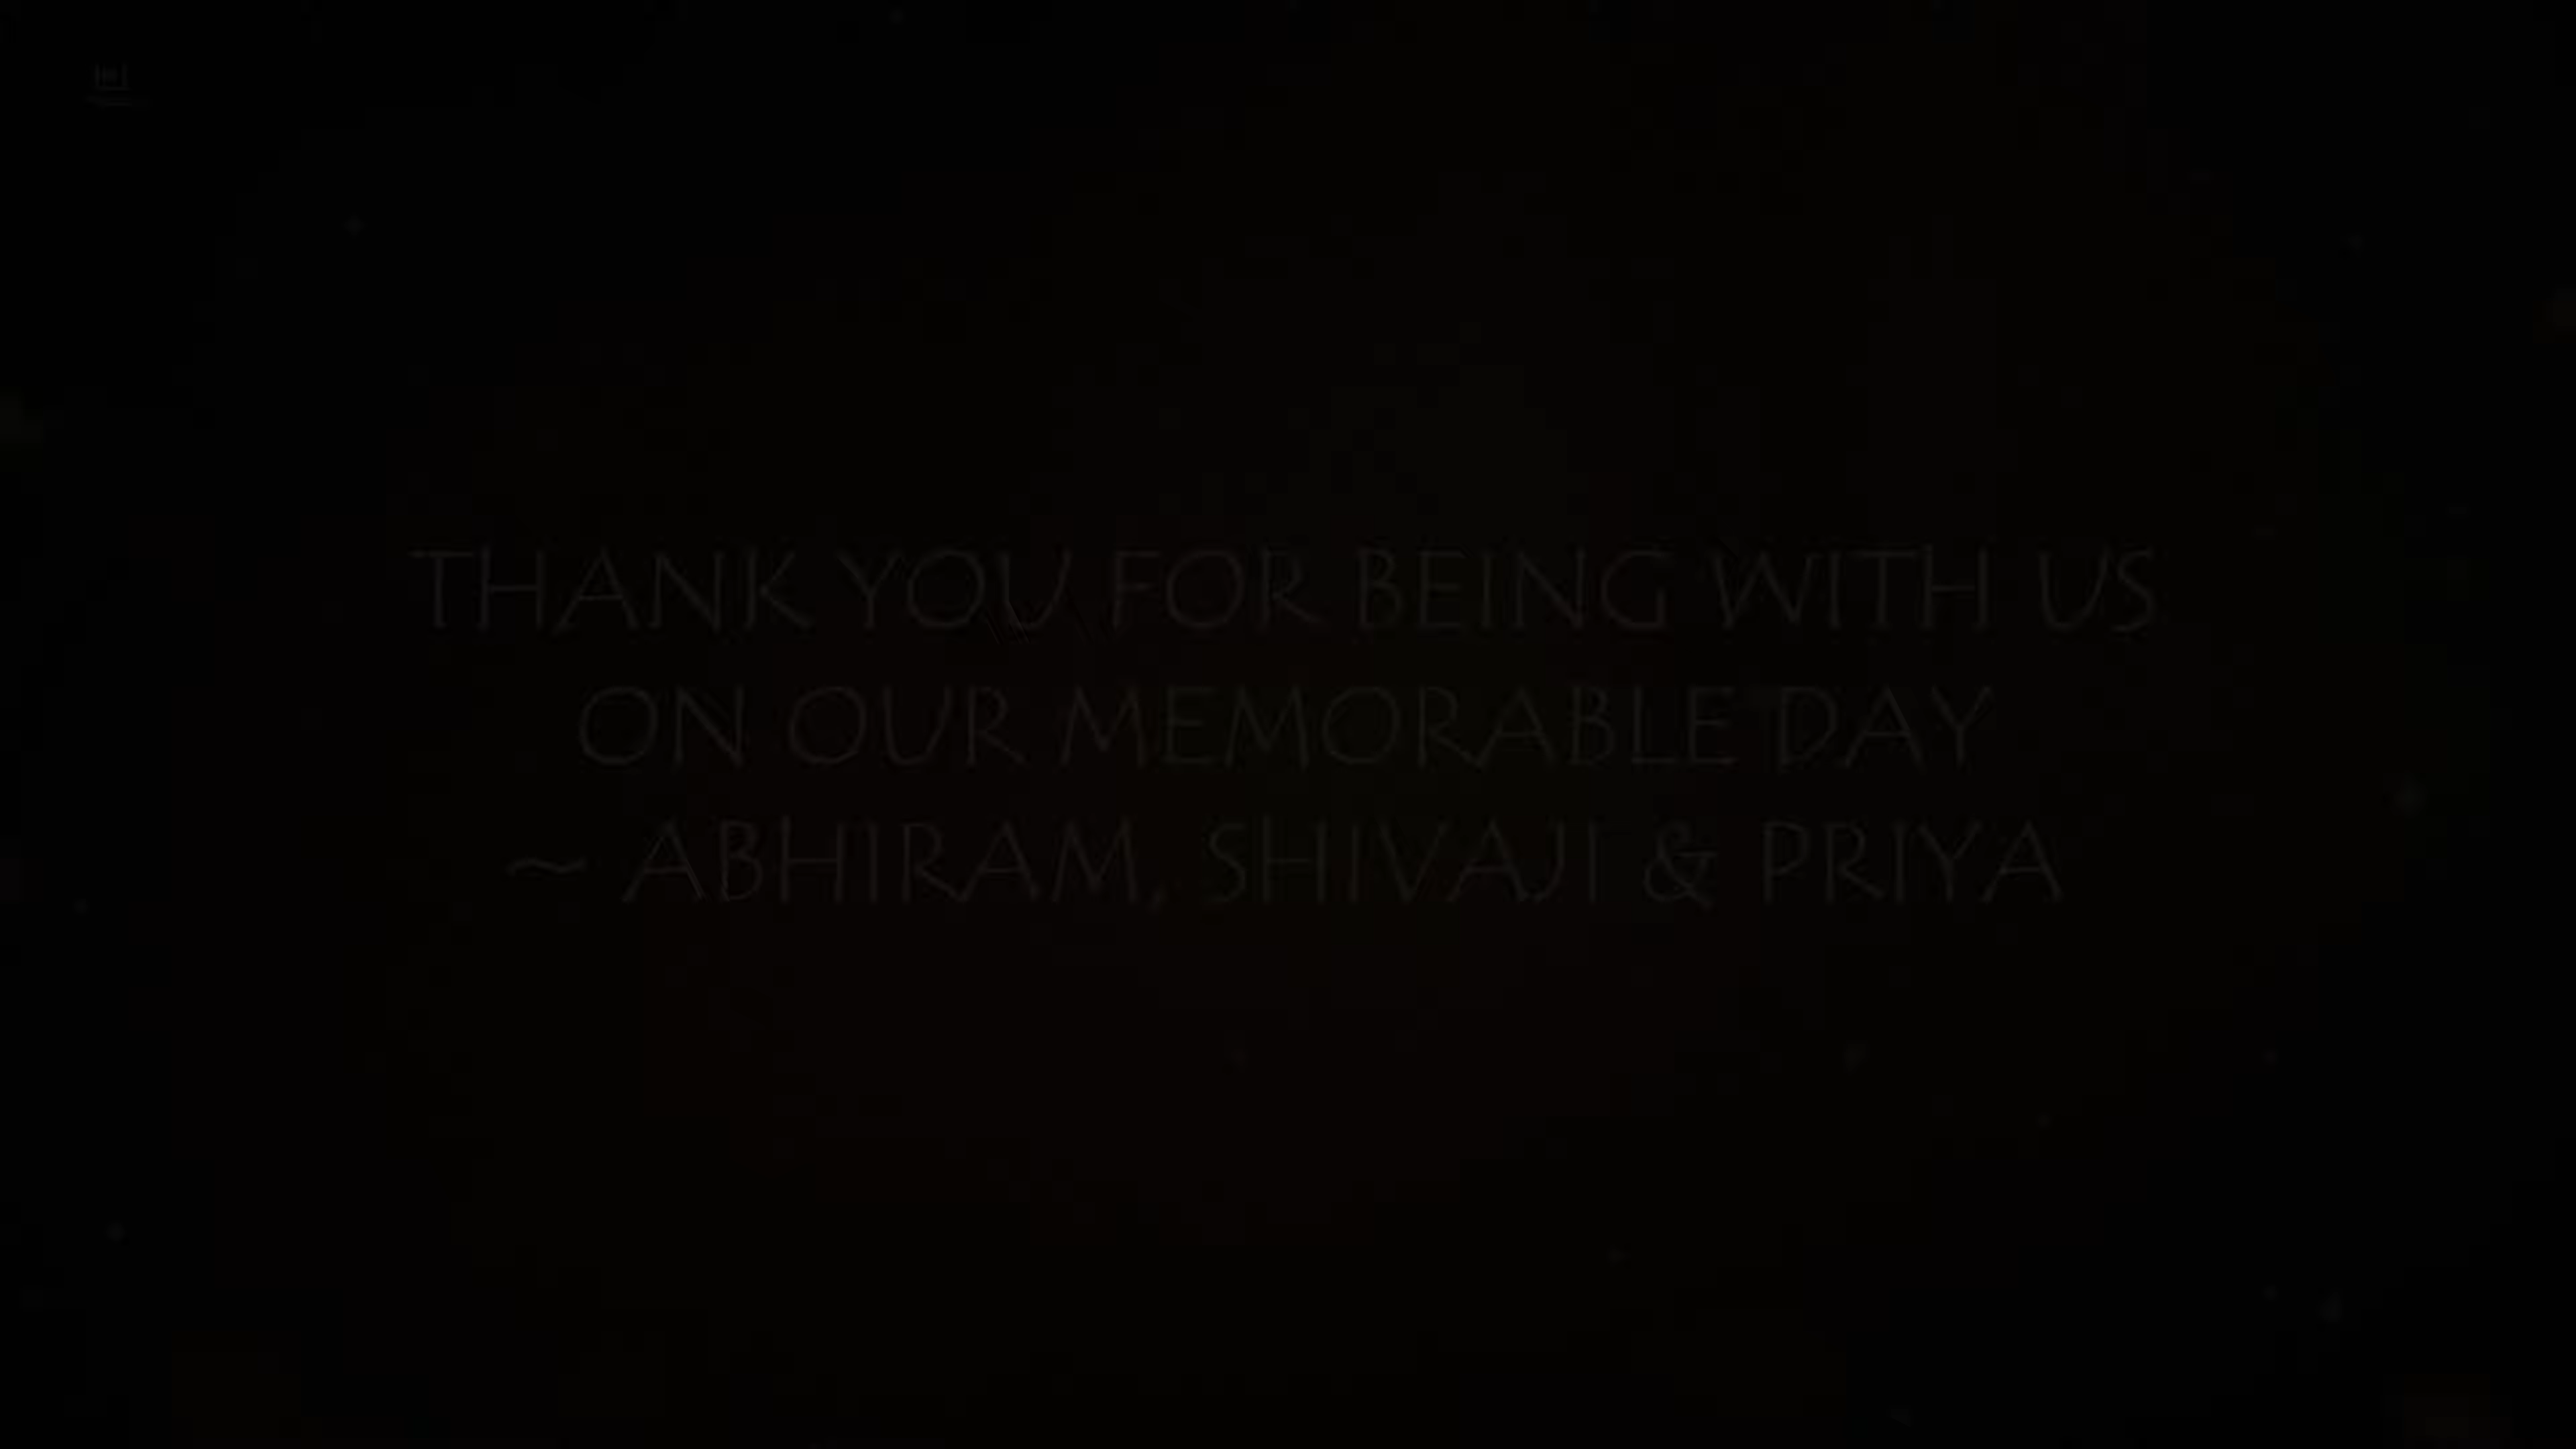 THANK YOU FOR BEING WITH US
ON OUR MEMORABLE DAY
~ ABHIRAM, SHIVAJI & PRIYA